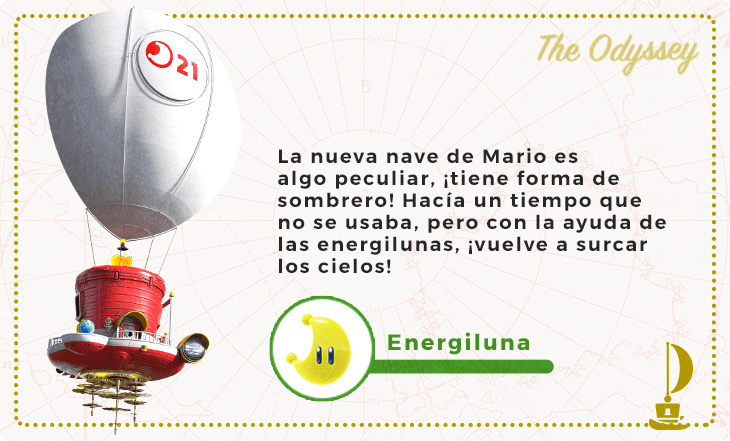 The Odyssey
21
La nueva nave de Mario es
algo peculiar, ¡tiene forma de
sombrero! Hacía un tiempo que
no se usaba, pero con la ayuda de
las energilunas, ¡vuelve a surcar
los cielos!
Energiluna